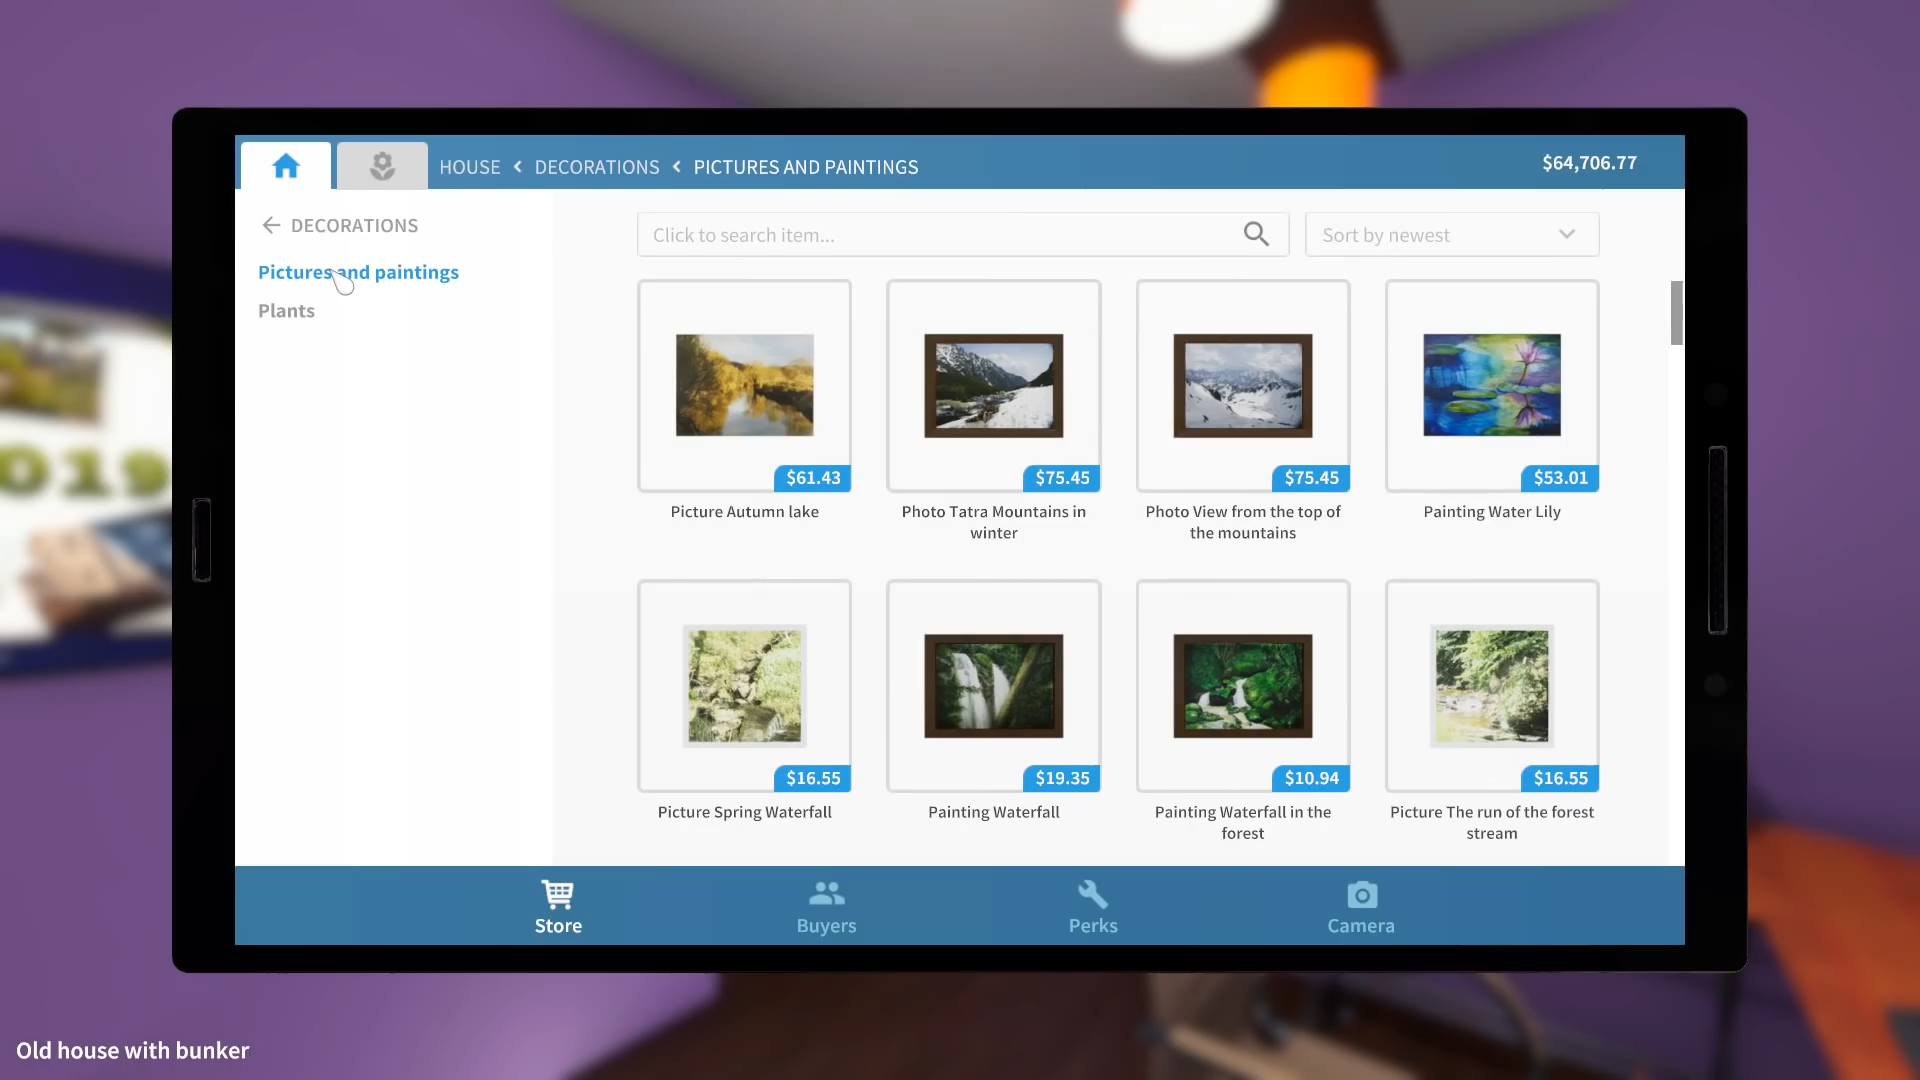 HOUSE < DECORATIONS < PICTURES AND PAINTINGS
$64,706.77
DECORATIONS
Pictures and paintings
Plants
Click to search item...
Sort by newest
$61.43
$75.45
$75.45
$53.01
Picture Autumn lake
Photo Tatra Mountains in
winter
Photo View from the top of
the mountains
Painting Water Lily
$16.55
$19.35
$10.94
$16.55
Picture Spring Waterfall
Painting Waterfall
Painting Waterfall in the
forest
Picture The run of the forest
stream
Store
Buyers
Perks
Camera
019
Old house with bunker